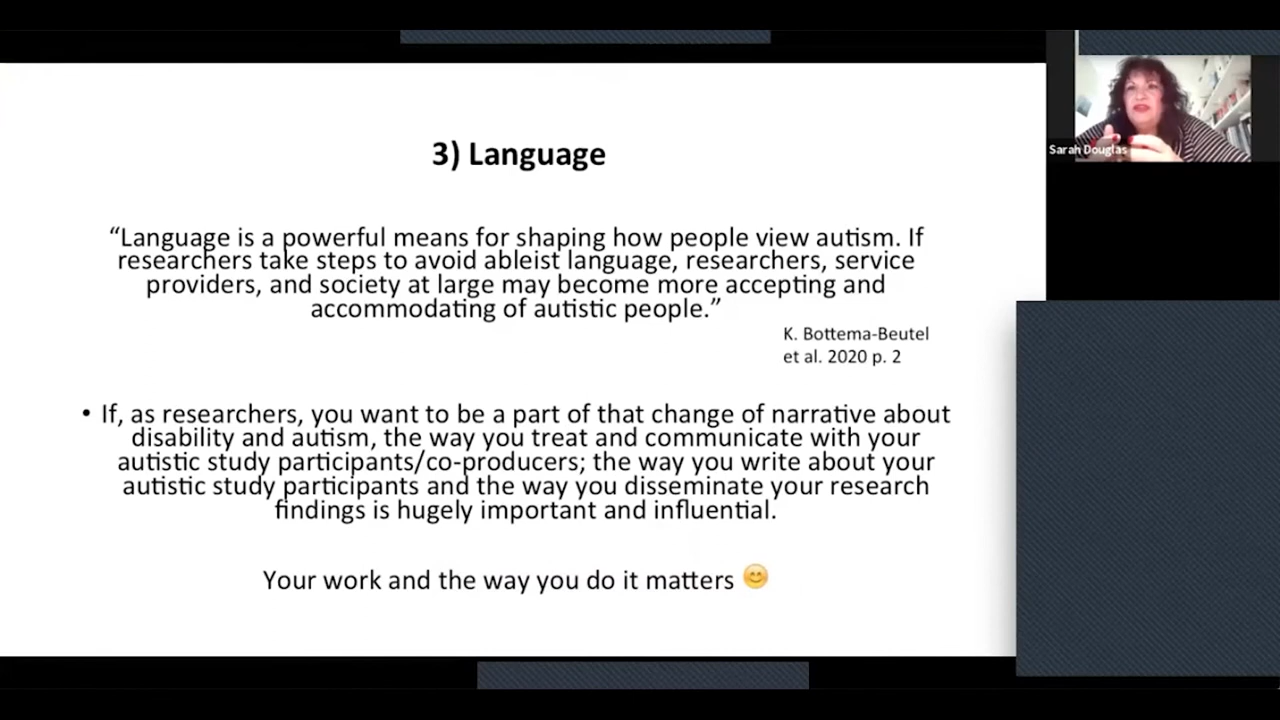 3) Language
“Language is a powerful means for shaping how people view autism. If
researchers take steps to avoid ableist language, researchers, service
providers, and society at large may become more accepting and
accommodating of autistic people.”
K. Bottema-Beutel
et al. 2020 p. 2
• If, as researchers, you want to be a part of that change of narrative about
disability and autism, the way you treat and communicate with your
autistic study participants/co-producers; the way you write about your
autistic study participants and the way you disseminate your research
findings is hugely important and influential.
Your work and the way you do it matters 😊
Sarah Douglas